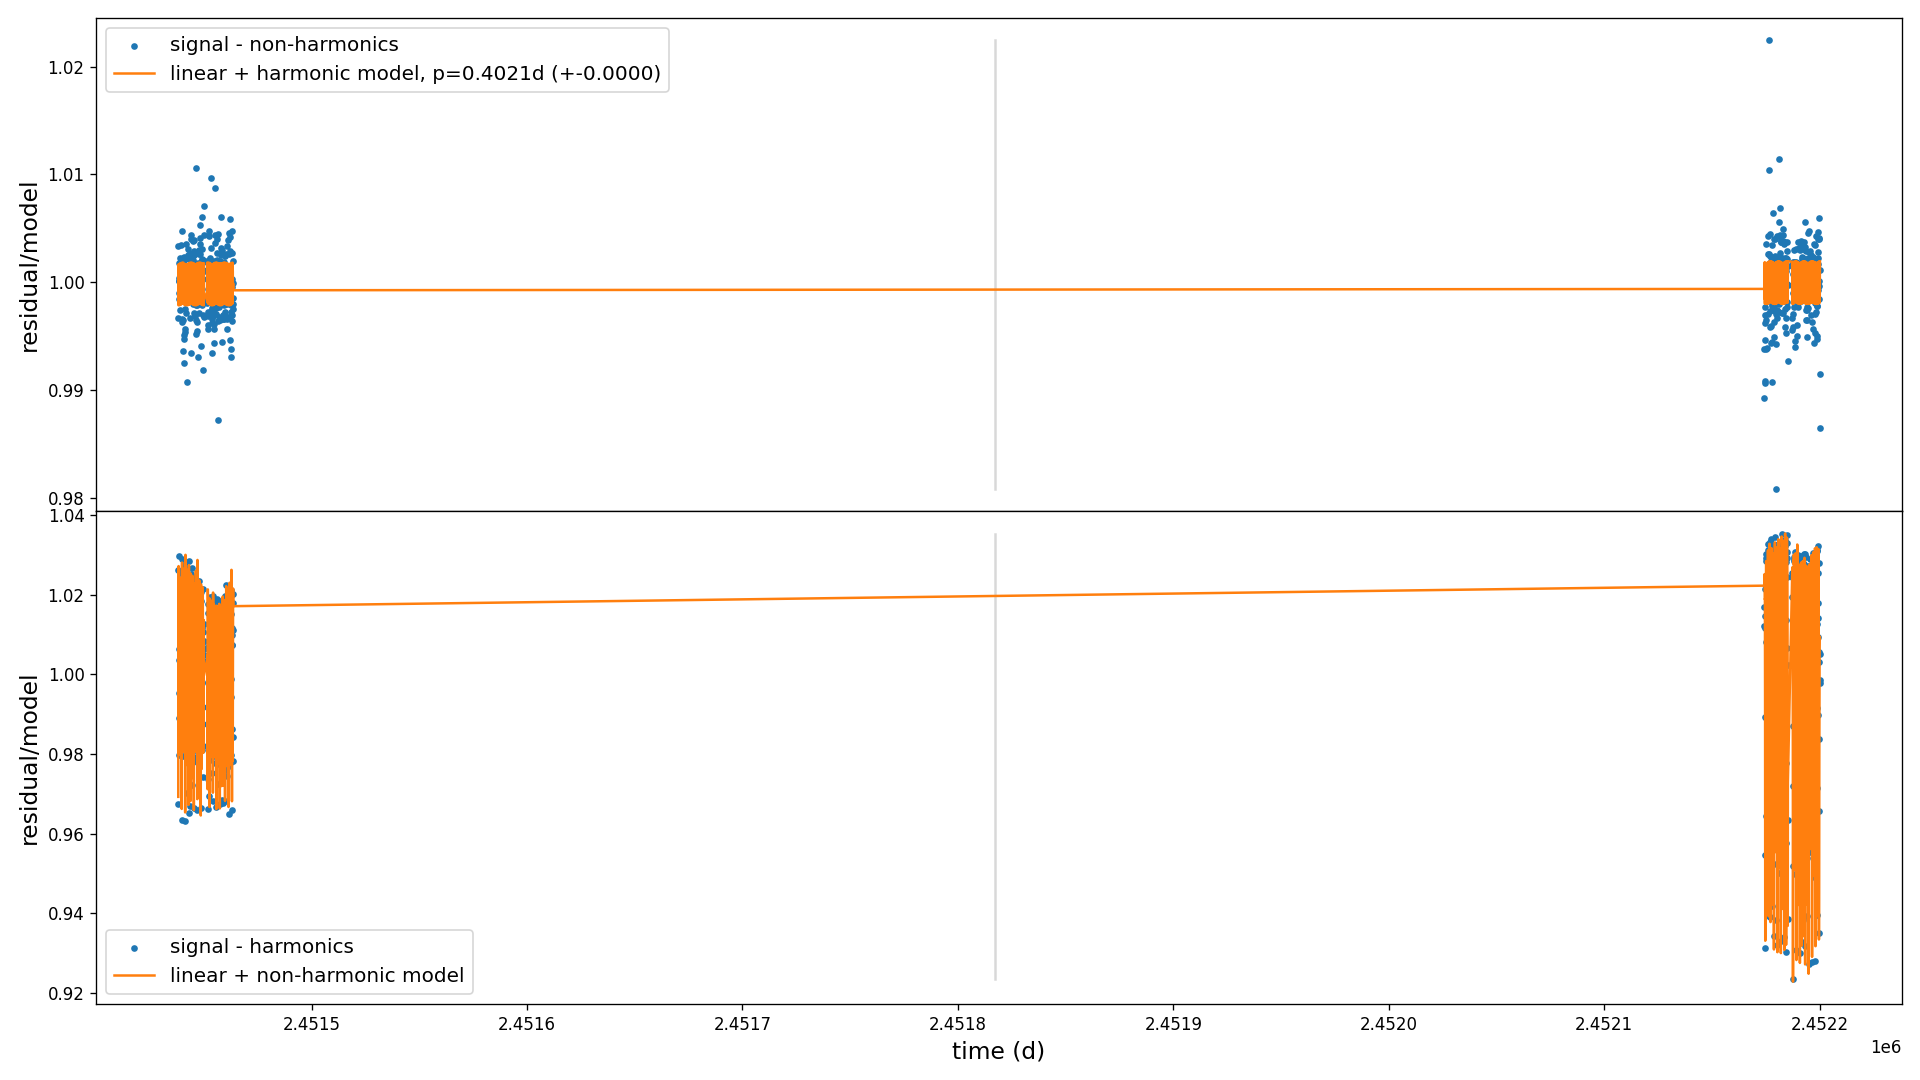 signal - non-harmonics
linear + harmonic model, p=0.4021d (+-0.0000)
1.02
1.01
1.00
0.99
0.98
residual/model
1.04
1.02
1.00
0.98
0.96
0.94
0.92
residual/model
signal - harmonics
linear + non-harmonic model
2.4515
2.4516
2.4517
2.4518
2.4519
2.4520
2.4521
2.4522
1e6
time (d)